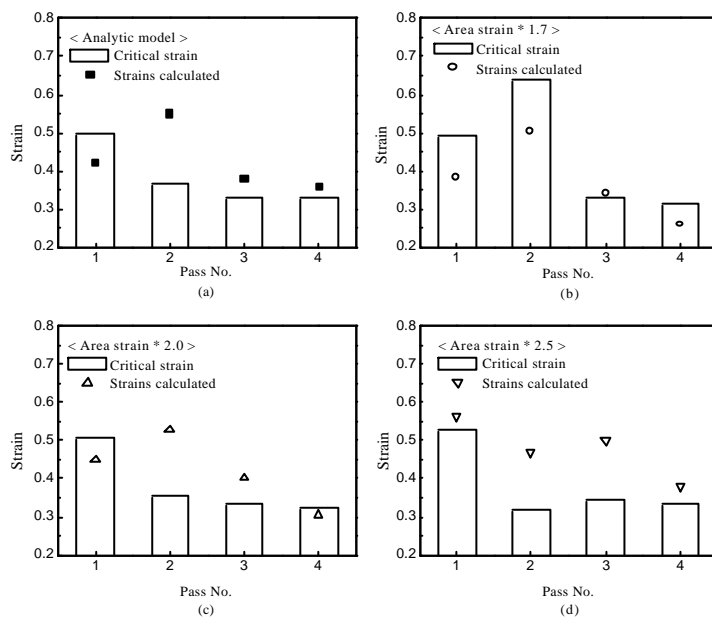 0.8
< Analytic model >
Critical strain
Strains calculated
0.7
0.6
0.5
0.4
0.3
0.2
Strain
1 2 3 4
Pass No.
(a)
0.8
< Area strain * 1.7 >
Critical strain
Strains calculated
0.7
0.6
0.5
0.4
0.3
0.2
Strain
1 2 3 4
Pass No.
(b)
0.8
< Area strain * 2.0 >
Critical strain
Strains calculated
0.7
0.6
0.5
0.4
0.3
0.2
Strain
1 2 3 4
Pass No.
(c)
0.8
< Area strain * 2.5 >
Critical strain
Strains calculated
0.7
0.6
0.5
0.4
0.3
0.2
Strain
1 2 3 4
Pass No.
(d)